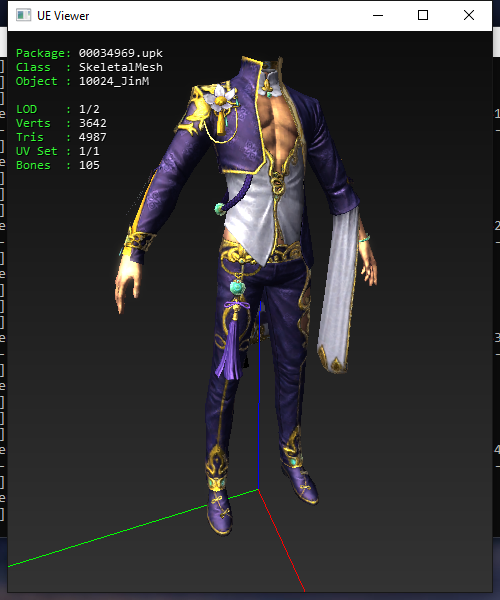 UE Viewer
Package: 00034969.upk
Class : SkeletalMesh
Object : 10024_JinM
LOD : 1/2
Verts : 3642
Tris : 4987
UV Set : 1/1
Bones : 105